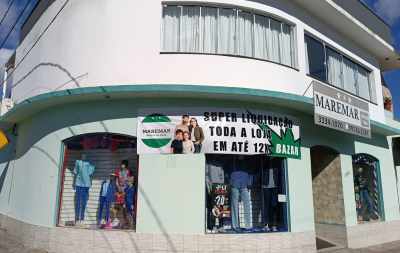 MAREMAR
SUPER LIQUIDAÇÃO
TODA A LOJA
EM ATÉ 12X
BAZAR
MAREMAR